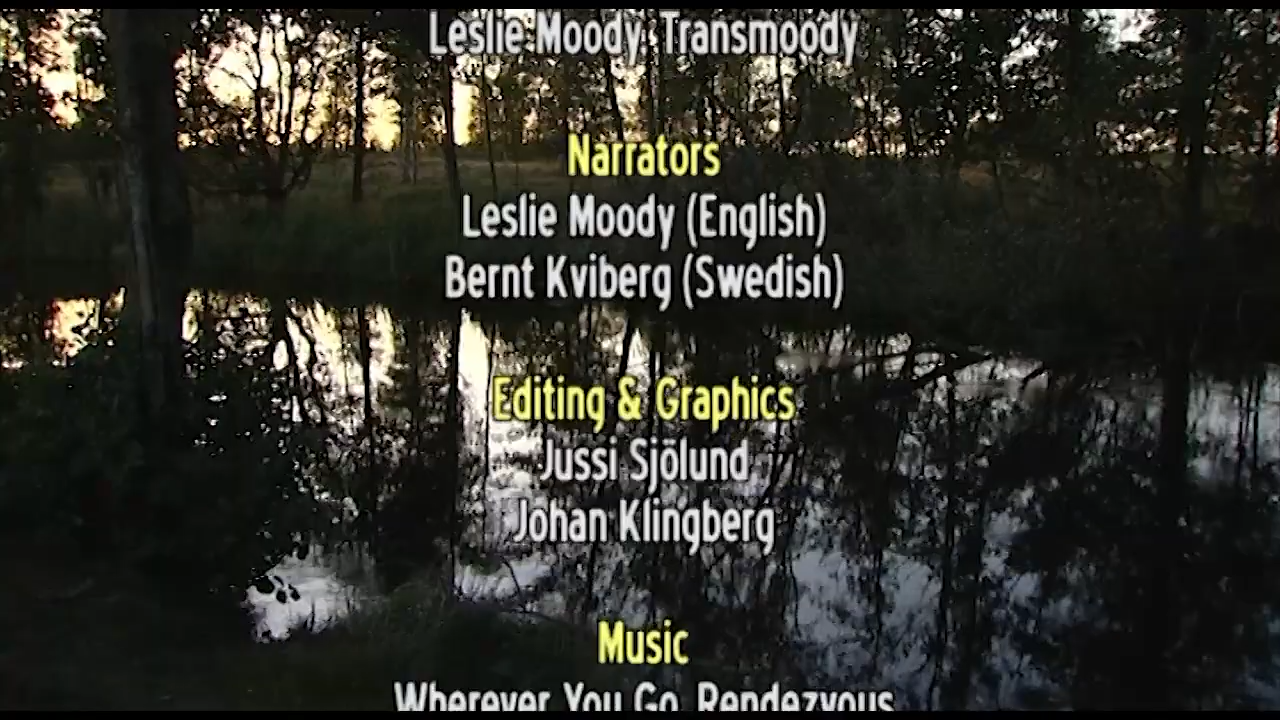 Leslie Moody, Transmoody
Narrators
Leslie Moody (English)
Bernt Kviberg (Swedish)
Editing & Graphics
Jussi Sjölund
Johan Klingberg
Music
Wherever You Go, Rendezvous